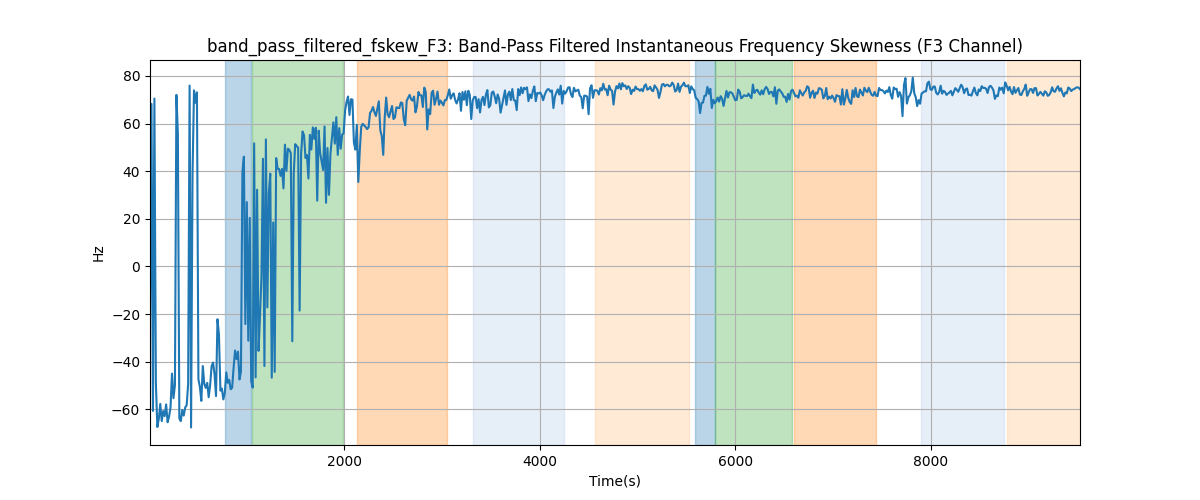 band_pass_filtered_fskew_F3: Band-Pass Filtered Instantaneous Frequency Skewness (F3 Channel)
80
60
40
20
0
−20
−40
−60
Hz
2000 4000 6000 8000
Time(s)